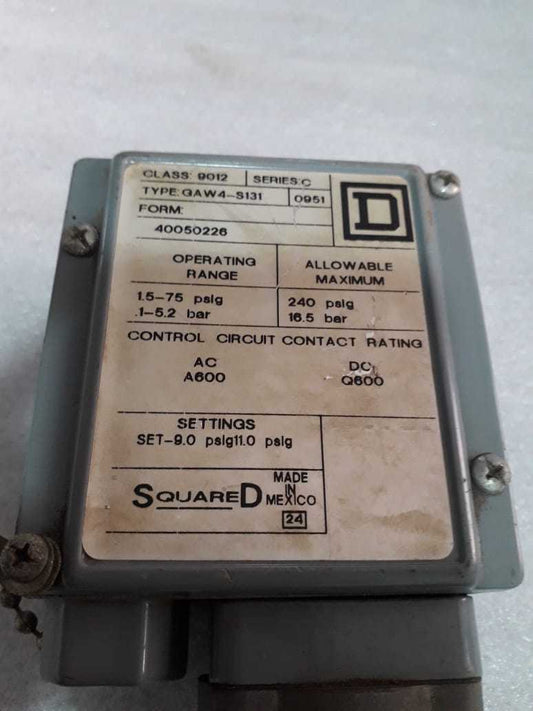 CLASS: 9012 SERIES: C
TYPE: GAW4-S131 0951
FORM:
40050226
D
OPERATING RANGE
ALLOWABLE MAXIMUM
1.5-75 psig
.1-5.2 bar
240 psig
16.5 bar
CONTROL CIRCUIT CONTACT RATING
AC
A600
DC
Q600
SETTINGS
SET-9.0 psig11.0 psig
SQUARE D
MADE
IN
MEXICO
24